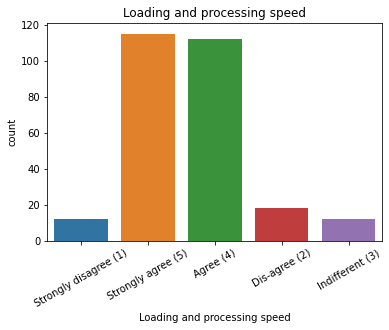 Loading and processing speed
120
100
80
60
40
20
0
count
Strongly disagree (1)
Strongly agree (5)
Agree (4)
Dis-agree (2)
Indifferent (3)
Loading and processing speed